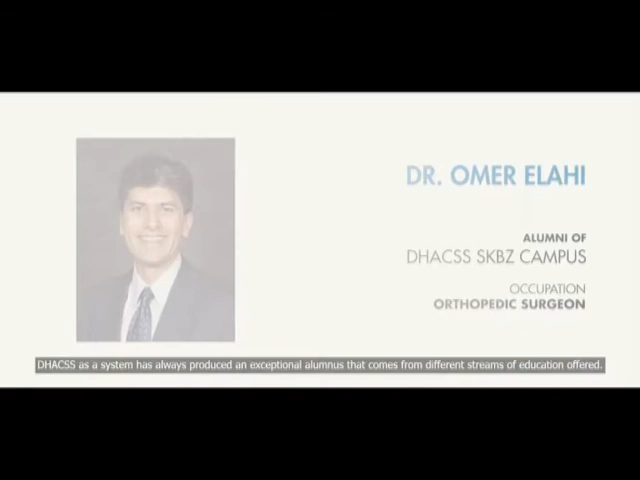 DR. OMER ELAHI
ALUMNI OF
DHACSS SKBZ CAMPUS
OCCUPATION
ORTHOPEDIC SURGEON
DHACSS as a system has always produced an exceptional alumnus that comes from different streams of education offered.